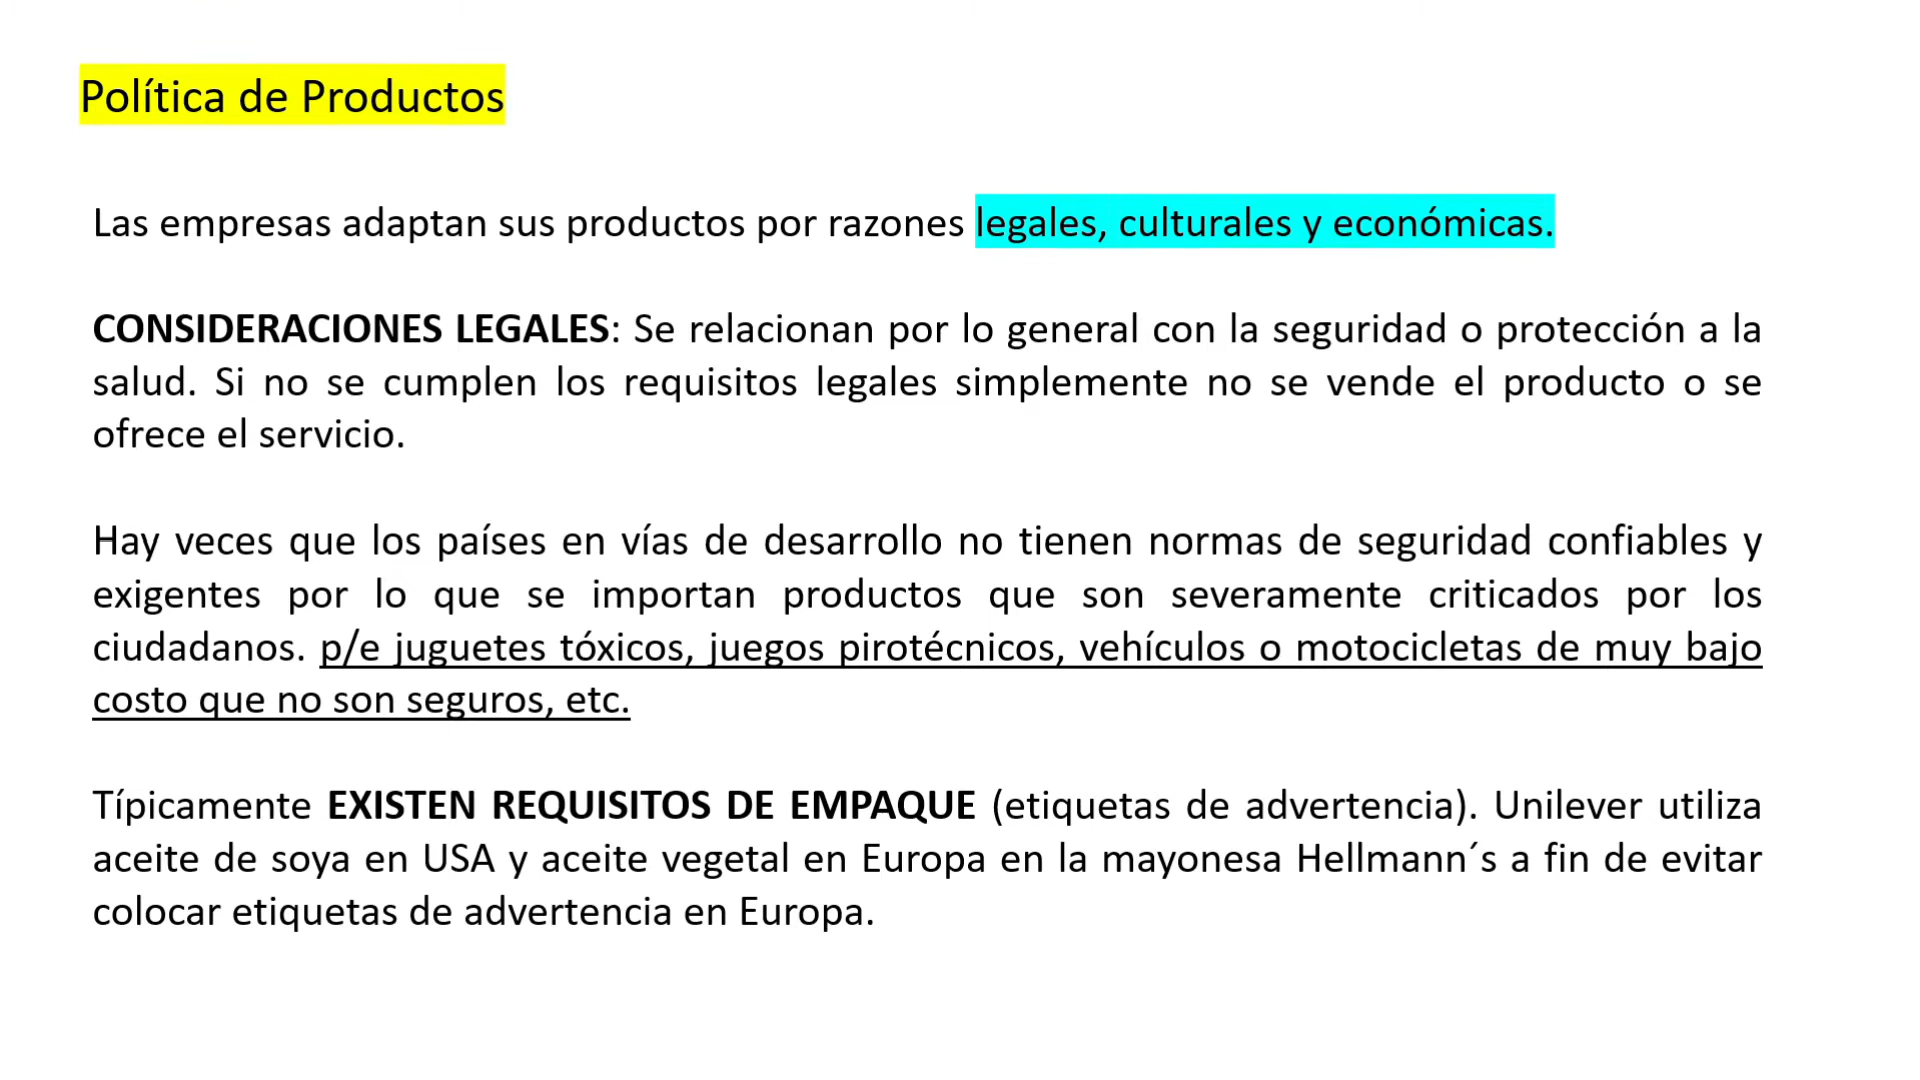 Política de Productos
Las empresas adaptan sus productos por razones legales, culturales y económicas.
CONSIDERACIONES LEGALES: Se relacionan por lo general con la seguridad o protección a la
salud. Si no se cumplen los requisitos legales simplemente no se vende el producto o se
ofrece el servicio.
Hay veces que los países en vías de desarrollo no tienen normas de seguridad confiables y
exigentes por lo que se importan productos que son severamente criticados por los
ciudadanos. p/e juguetes tóxicos, juegos pirotécnicos, vehículos o motocicletas de muy bajo
costo que no son seguros, etc.
Típicamente EXISTEN REQUISITOS DE EMPAQUE (etiquetas de advertencia). Unilever utiliza
aceite de soya en USA y aceite vegetal en Europa en la mayonesa Hellmann´s a fin de evitar
colocar etiquetas de advertencia en Europa.